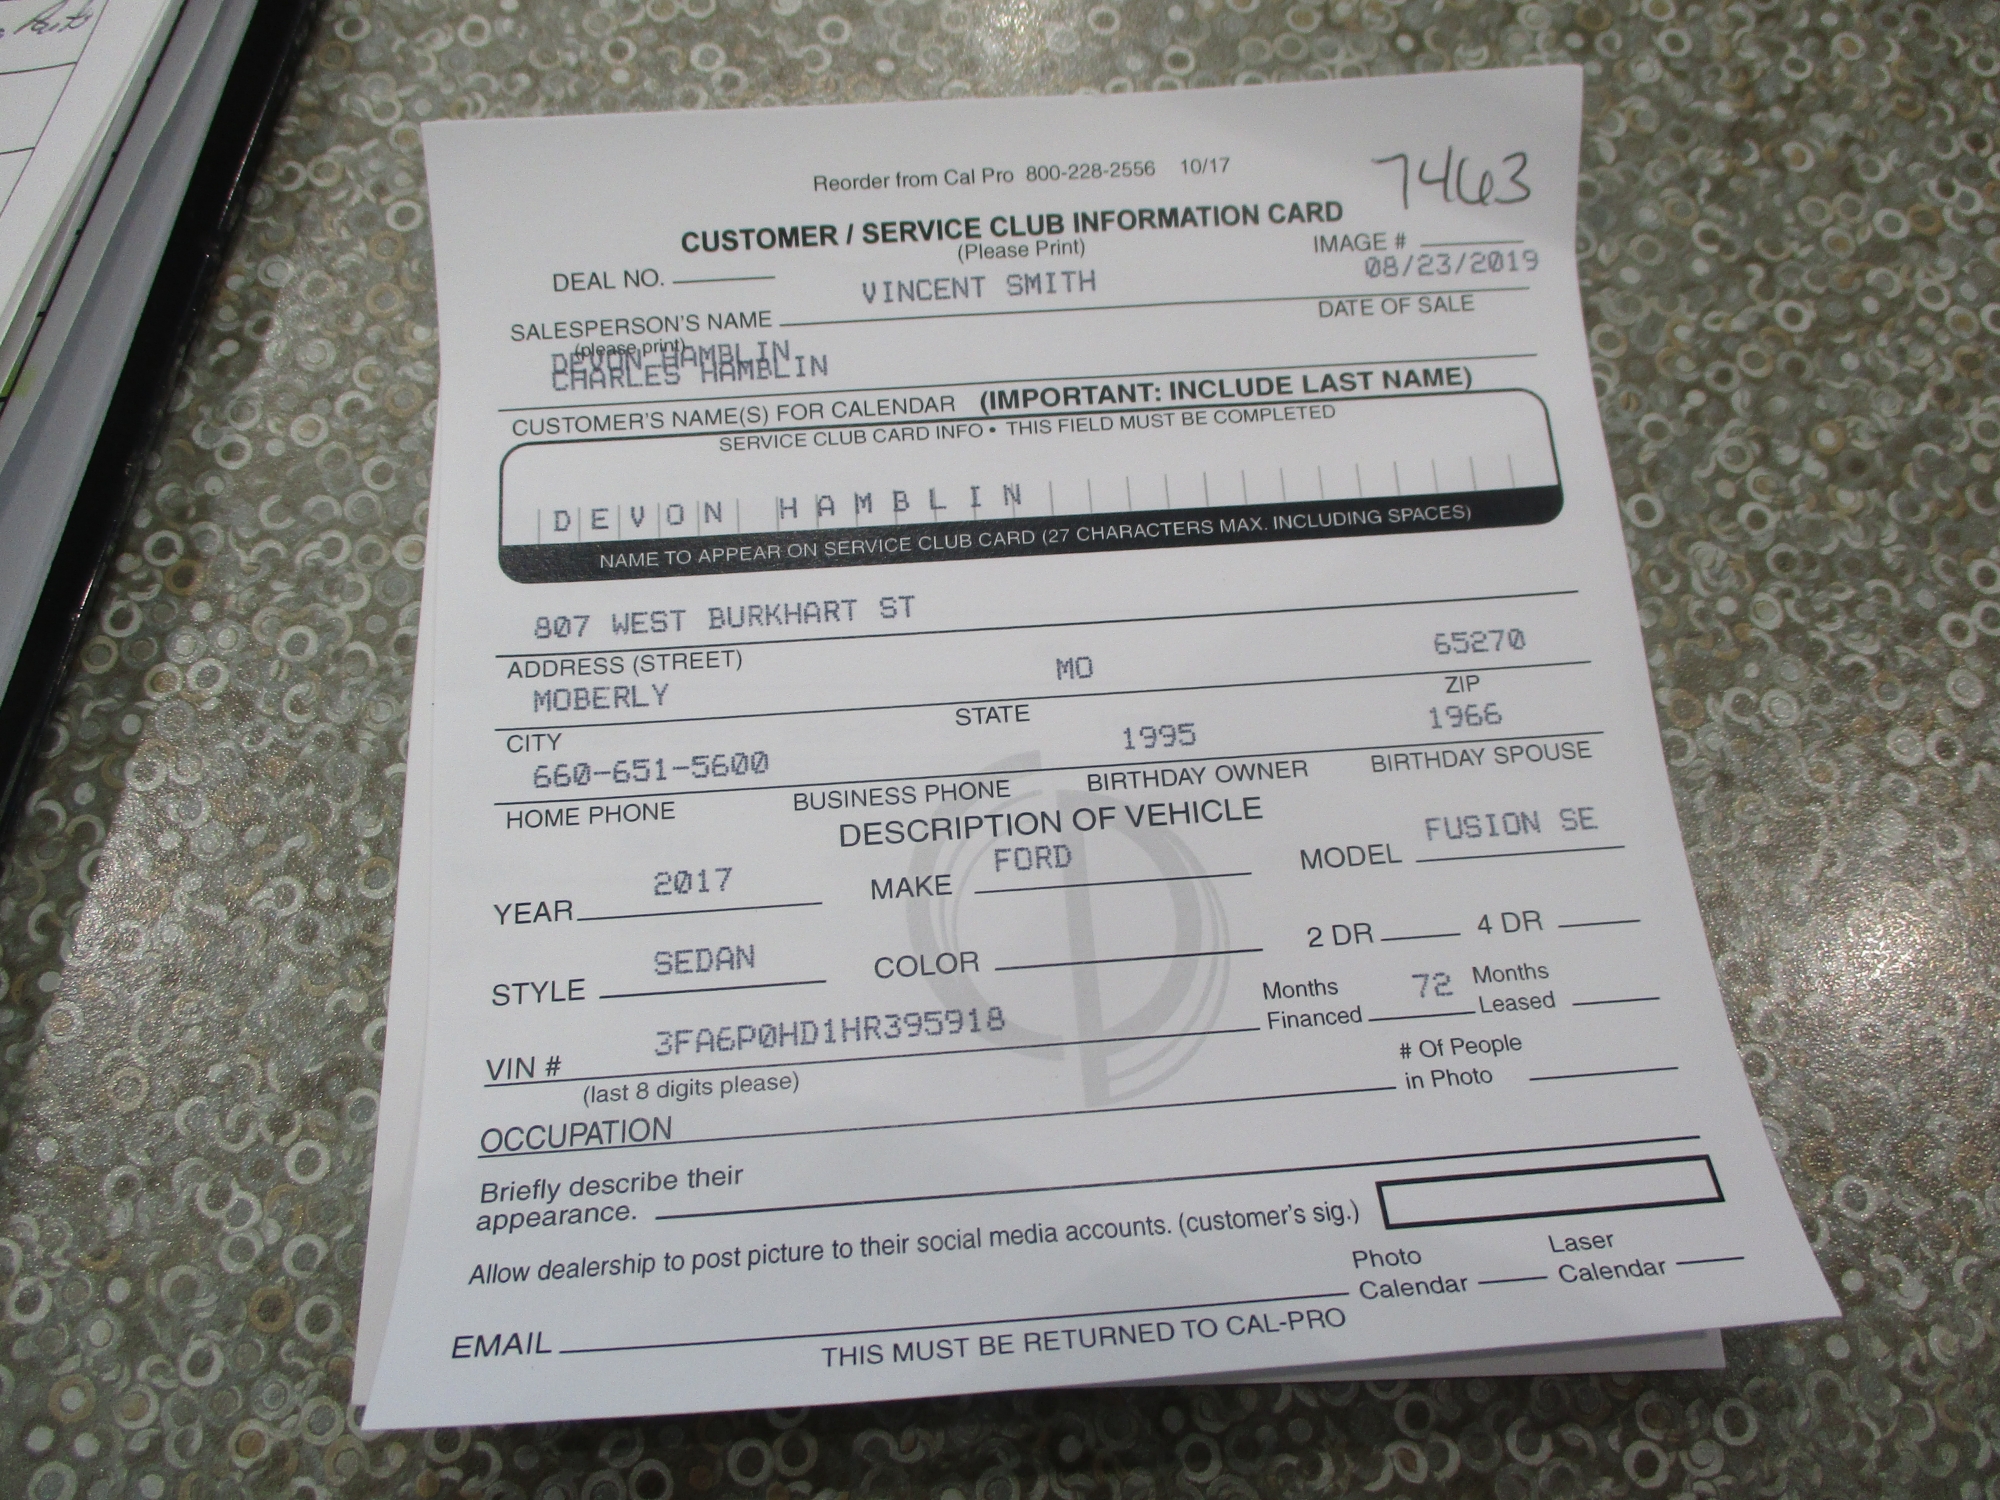 Reorder from Cal Pro 800-228-2556 10/17
7463
CUSTOMER / SERVICE CLUB INFORMATION CARD
(Please Print)
IMAGE #
DEAL NO.
VINCENT SMITH
08/23/2019
SALESPERSON'S NAME
DATE OF SALE
(please print)
DEVON HAMBLIN
CHARLES HAMBLIN
CUSTOMER'S NAME(S) FOR CALENDAR (IMPORTANT: INCLUDE LAST NAME)
SERVICE CLUB CARD INFO • THIS FIELD MUST BE COMPLETED
DEVON HAMBLIN
NAME TO APPEAR ON SERVICE CLUB CARD (27 CHARACTERS MAX. INCLUDING SPACES)
807 WEST BURKHART ST
ADDRESS (STREET)
MOBERLY MO 65270
CITY STATE ZIP
660-651-5600 1995 1966
HOME PHONE BUSINESS PHONE BIRTHDAY OWNER BIRTHDAY SPOUSE
DESCRIPTION OF VEHICLE
YEAR 2017 MAKE FORD MODEL FUSION SE
STYLE SEDAN COLOR 2 DR 4 DR
VIN # 3FA6P0HD1HR395918 Months Financed 72 Months Leased
(last 8 digits please)
OCCUPATION # Of People in Photo
Briefly describe their
appearance.
Allow dealership to post picture to their social media accounts. (customer's sig.)
Photo Calendar Laser Calendar
EMAIL
THIS MUST BE RETURNED TO CAL-PRO